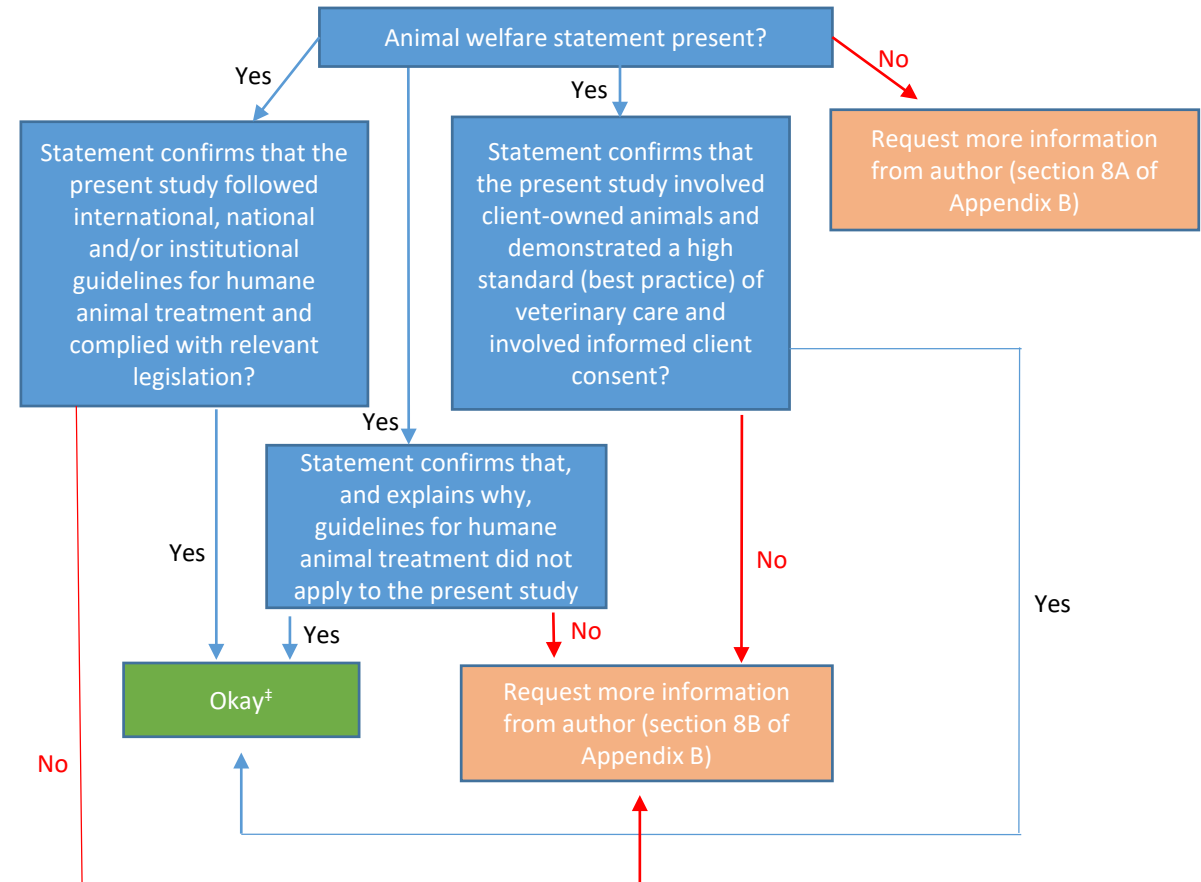 Animal welfare statement present?
Yes
Yes
No
Statement confirms that the
present study followed
international, national
and/or institutional
guidelines for humane
animal treatment and
complied with relevant
legislation?
Statement confirms that
the present study involved
client-owned animals and
demonstrated a high
standard (best practice) of
veterinary care and
involved informed client
consent?
Request more information
from author (section 8A of
Appendix B)
Yes
Statement confirms that,
and explains why,
guidelines for humane
animal treatment did not
apply to the present study
Yes
No
Yes
Yes
No
Okay‡
Request more information
from author (section 8B of
Appendix B)
No